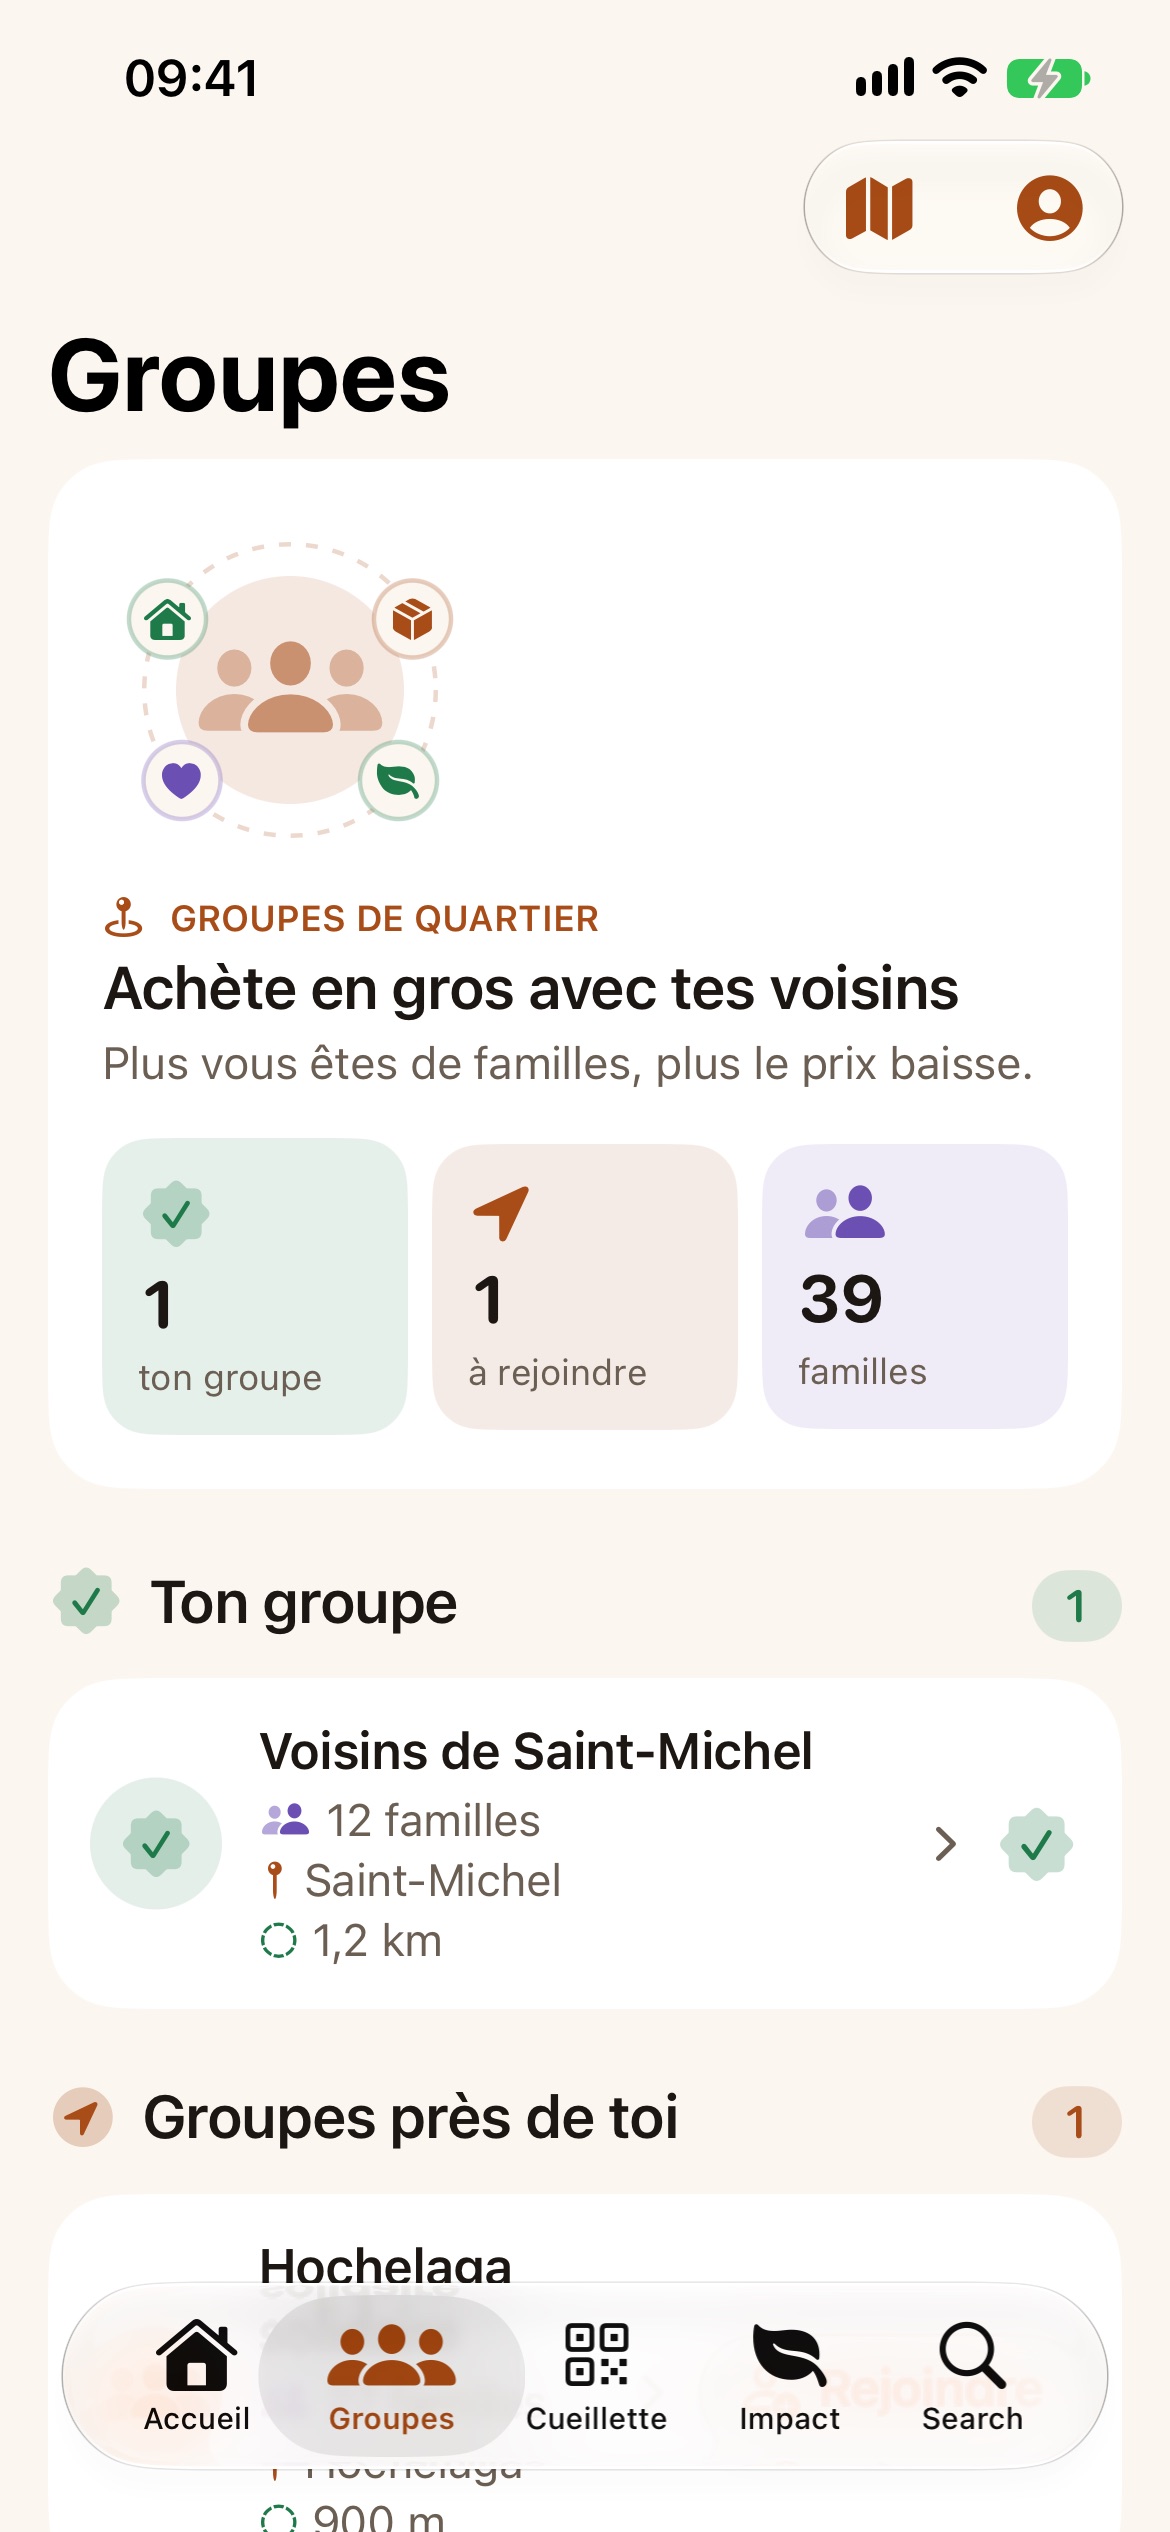 09:41
Groupes
GROUPES DE QUARTIER
Achète en gros avec tes voisins
Plus vous êtes de familles, plus le prix baisse.
1
ton groupe
1
à rejoindre
39
familles
Ton groupe
1
Voisins de Saint-Michel
12 familles
Saint-Michel
1,2 km
Groupes près de toi
1
Hochelaga
Rejoindre
Accueil
Groupes
Cueillette
Impact
Search
Hochelaga
900 m